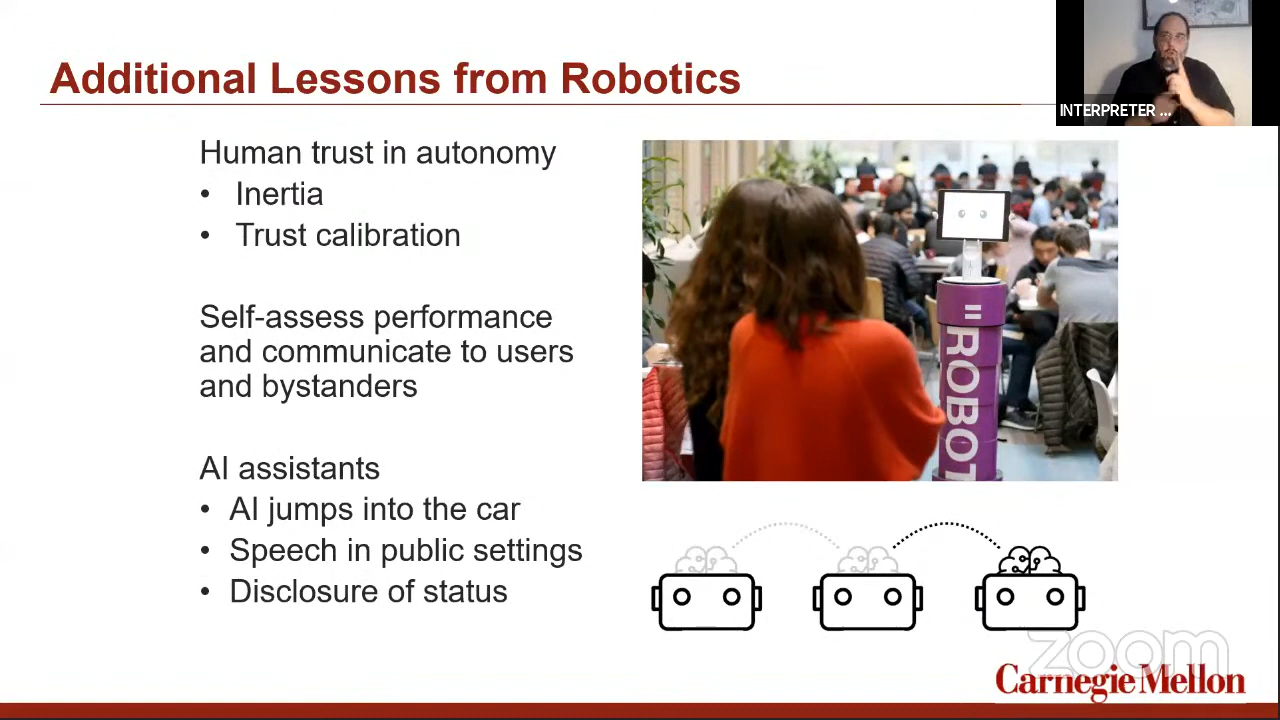 Additional Lessons from Robotics
INTERPRETER ...
Human trust in autonomy
• Inertia
• Trust calibration
Self-assess performance
and communicate to users
and bystanders
AI assistants
• AI jumps into the car
• Speech in public settings
• Disclosure of status
"ROBOT
zoom
Carnegie Mellon